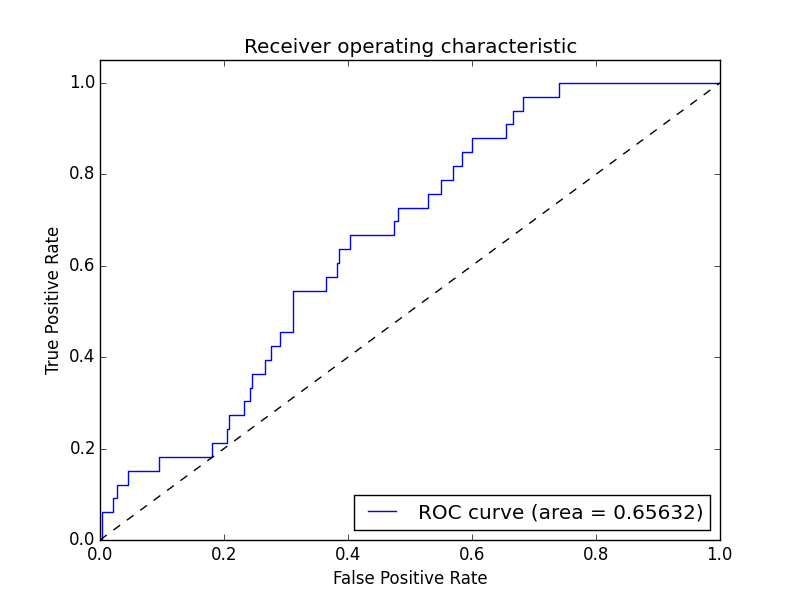 Receiver operating characteristic
1.0
0.8
0.6
0.4
0.2
0.0
True Positive Rate
ROC curve (area = 0.65632)
0.0 0.2 0.4 0.6 0.8 1.0
False Positive Rate